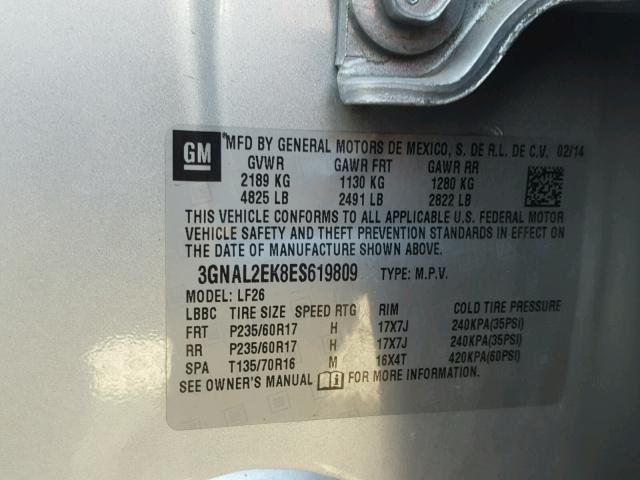 GM
MFD BY GENERAL MOTORS DE MEXICO, S. DE R.L. DE C.V. 02/14
GVWR GAWR FRT GAWR RR
2189 KG 1130 KG 1280 KG
4825 LB 2491 LB 2822 LB
THIS VEHICLE CONFORMS TO ALL APPLICABLE U.S. FEDERAL MOTOR
VEHICLE SAFETY AND THEFT PREVENTION STANDARDS IN EFFECT
ON THE DATE OF MANUFACTURE SHOWN ABOVE.
3GNAL2EK8ES619809 TYPE: M.P.V.
MODEL: LF26
LBBC TIRE SIZE SPEED RTG RIM COLD TIRE PRESSURE
FRT P235/60R17 H 17X7J 240KPA(35PSI)
RR P235/60R17 H 17X7J 240KPA(35PSI)
SPA T135/70R16 M 16X4T 420KPA(60PSI)
SEE OWNER'S MANUAL FOR MORE INFORMATION.